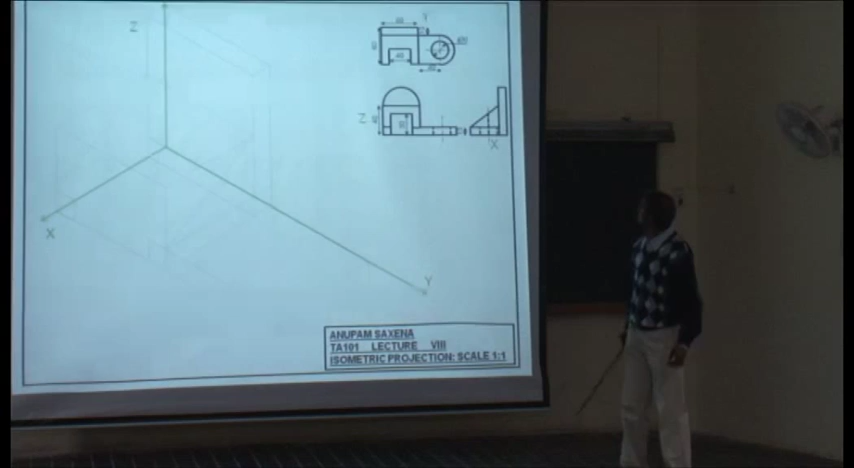 Z
X
Y
Y
Z
X
ANUPAM SAXENA
TA101 LECTURE VIII
ISOMETRIC PROJECTION: SCALE 1:1